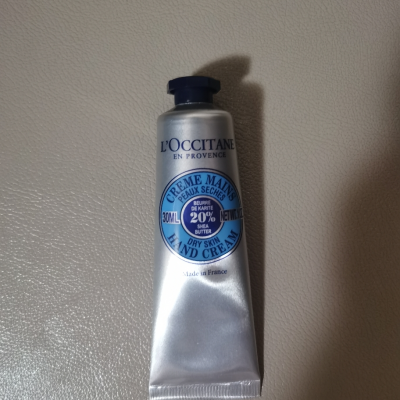 L'OCCITANE
EN PROVENCE
CRÈME MAINS
PEAUX SÈCHES
BEURRE
DE KARITÉ
30ML
20%
SHEA
BUTTER
DRY SKIN
HAND CREAM
Made in France